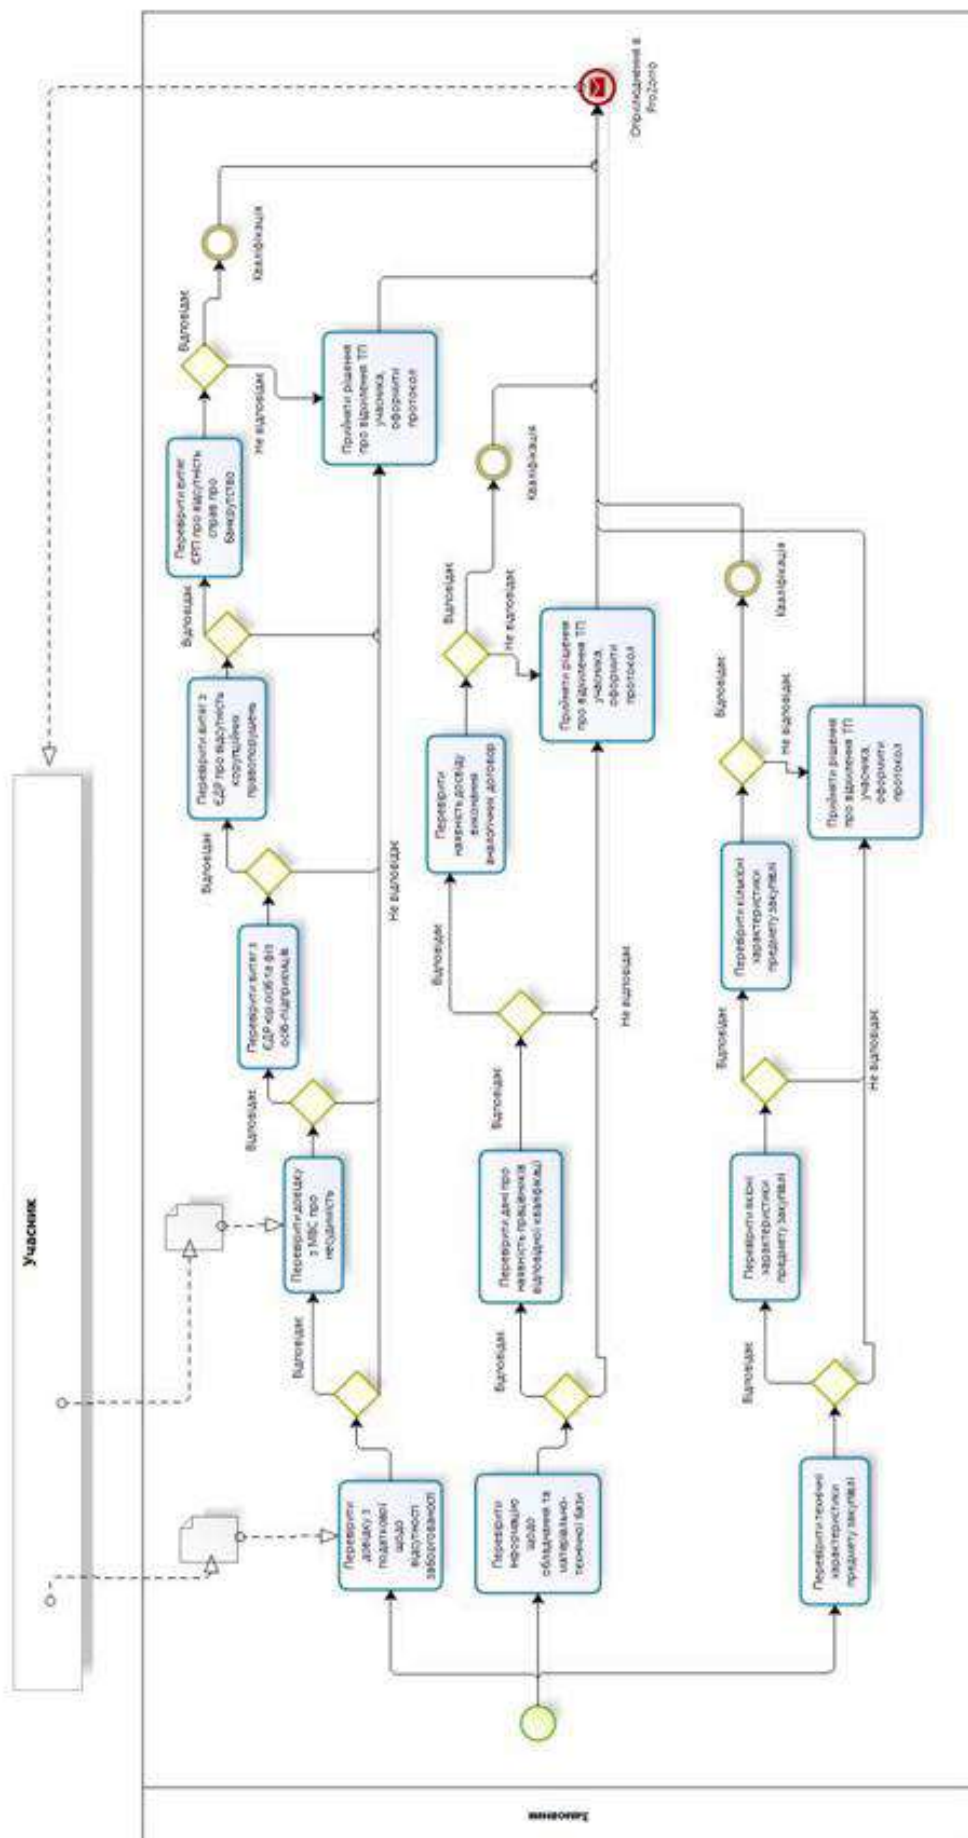 Учасник
Замовник
Перевірити
довідку з
податкової
щодо
відсутності
заборгованості
Відповідає
Перевірити довідку
з МВС про
несудимість
Відповідає
Перевірити витяг з
ЄДР юр.осіб та фіз
осіб-підприємців
Відповідає
Перевірити витяг з
ЄДР про відсутність
корупційних
правопорушень
Відповідає
Перевірити витяг
ЄРП про відсутність
справ про
банкрутство
Відповідає
Кваліфікація
Не відповідає
Не відповідає
Прийняти рішення
про відхилення ТП
учасника,
оформити
протокол
Перевірити
інформацію
щодо
обладнання та
матеріально-
технічної бази
Відповідає
Перевірити дані про
наявність працівників
відповідної кваліфікації
Відповідає
Відповідає
Перевірити
наявність досвіду
виконання
аналогічних договор
Відповідає
Кваліфікація
Не відповідає
Не відповідає
Прийняти рішення
про відхилення ТП
учасника,
оформити
протокол
Перевірити технічні
характеристики
предмету закупівлі
Відповідає
Перевірити якісні
характеристики
предмету закупівлі
Відповідає
Перевірити кількісні
характеристики
предмету закупівлі
Відповідає
Кваліфікація
Не відповідає
Не відповідає
Прийняти рішення
про відхилення ТП
учасника,
оформити
протокол
Оприлюднення в
ProZorro